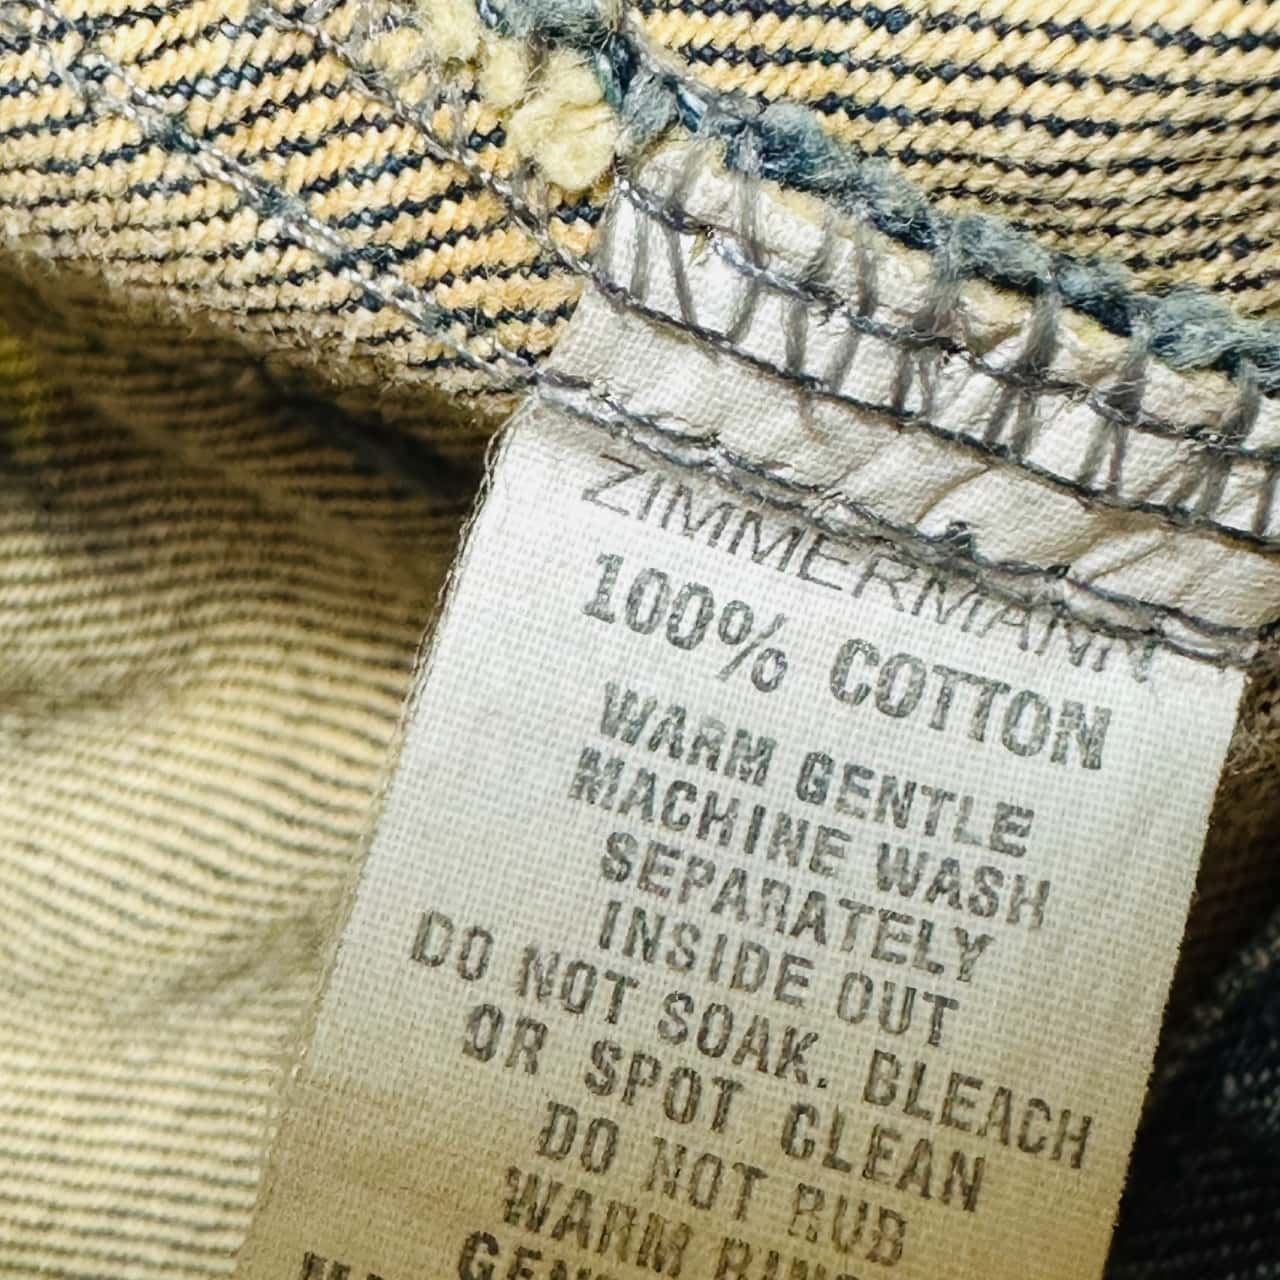 ZIMMERMANN
100% COTTON
WARM GENTLE
MACHINE WASH
SEPARATELY
INSIDE OUT
DO NOT SOAK. BLEACH
OR SPOT CLEAN
DO NOT RUB
WARM